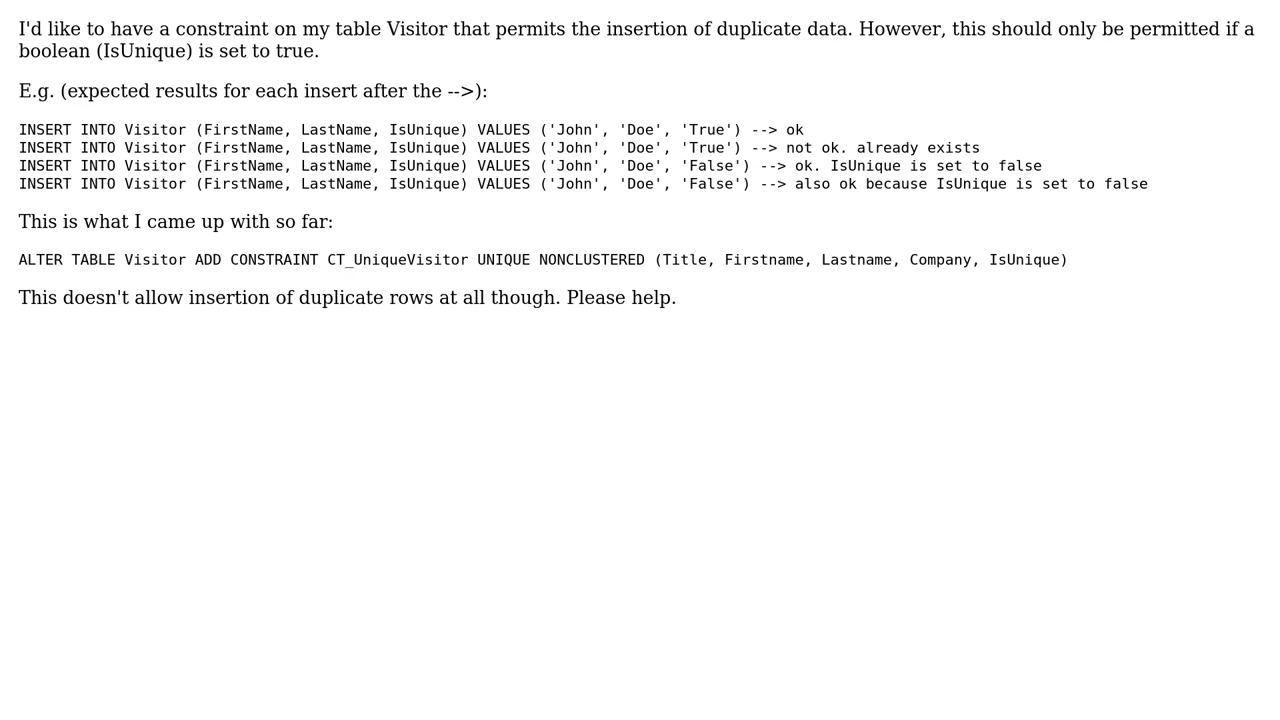 I'd like to have a constraint on my table Visitor that permits the insertion of duplicate data. However, this should only be permitted if a
boolean (IsUnique) is set to true.
E.g. (expected results for each insert after the -->):
INSERT INTO Visitor (FirstName, LastName, IsUnique) VALUES ('John', 'Doe', 'True') --> ok
INSERT INTO Visitor (FirstName, LastName, IsUnique) VALUES ('John', 'Doe', 'True') --> not ok. already exists
INSERT INTO Visitor (FirstName, LastName, IsUnique) VALUES ('John', 'Doe', 'False') --> ok. IsUnique is set to false
INSERT INTO Visitor (FirstName, LastName, IsUnique) VALUES ('John', 'Doe', 'False') --> also ok because IsUnique is set to false
This is what I came up with so far:
ALTER TABLE Visitor ADD CONSTRAINT CT_UniqueVisitor UNIQUE NONCLUSTERED (Title, Firstname, Lastname, Company, IsUnique)
This doesn't allow insertion of duplicate rows at all though. Please help.